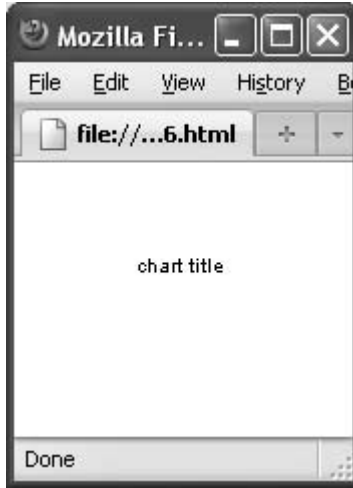 Mozilla Fi...
File Edit View History
file://...6.html
chart title
Done